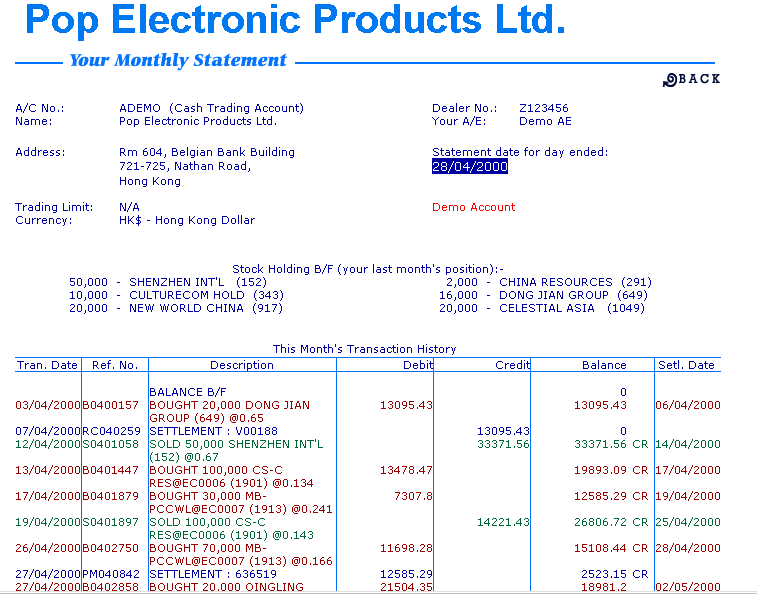 Pop Electronic Products Ltd.
Your Monthly Statement
BACK
A/C No.: ADEMO (Cash Trading Account) Dealer No.: Z123456
Name: Pop Electronic Products Ltd. Your A/E: Demo AE
Address: Rm 604, Belgian Bank Building Statement date for day ended:
721-725, Nathan Road, 28/04/2000
Hong Kong
Trading Limit: N/A Demo Account
Currency: HK$ - Hong Kong Dollar
Stock Holding B/F (your last month's position):-
50,000 - SHENZHEN INT'L (152) 2,000 - CHINA RESOURCES (291)
10,000 - CULTURECOM HOLD (343) 16,000 - DONG JIAN GROUP (649)
20,000 - NEW WORLD CHINA (917) 20,000 - CELESTIAL ASIA (1049)
This Month's Transaction History
Tran. Date Ref. No. Description Debit Credit Balance Setl. Date
BALANCE B/F 0
03/04/2000 B0400157 BOUGHT 20,000 DONG JIAN 13095.43 13095.43 06/04/2000
GROUP (649) @0.65
07/04/2000 RC040259 SETTLEMENT : V00188 13095.43 0
12/04/2000 S0401058 SOLD 50,000 SHENZHEN INT'L 33371.56 33371.56 CR 14/04/2000
(152) @0.67
13/04/2000 B0401447 BOUGHT 100,000 CS-C 13478.47 19893.09 CR 17/04/2000
RES@EC0006 (1901) @0.134
17/04/2000 B0401879 BOUGHT 30,000 MB- 7307.8 12585.29 CR 19/04/2000
PCCWL@EC0007 (1913) @0.241
19/04/2000 S0401897 SOLD 100,000 CS-C 14221.43 26806.72 CR 25/04/2000
RES@EC0006 (1901) @0.143
26/04/2000 B0402750 BOUGHT 70,000 MB- 11698.28 15108.44 CR 28/04/2000
PCCWL@EC0007 (1913) @0.166
27/04/2000 PM040842 SETTLEMENT : 636519 12585.29 2523.15 CR
27/04/2000 B0402858 BOUGHT 20,000 QINGLING 21504.35 18981.2 02/05/2000